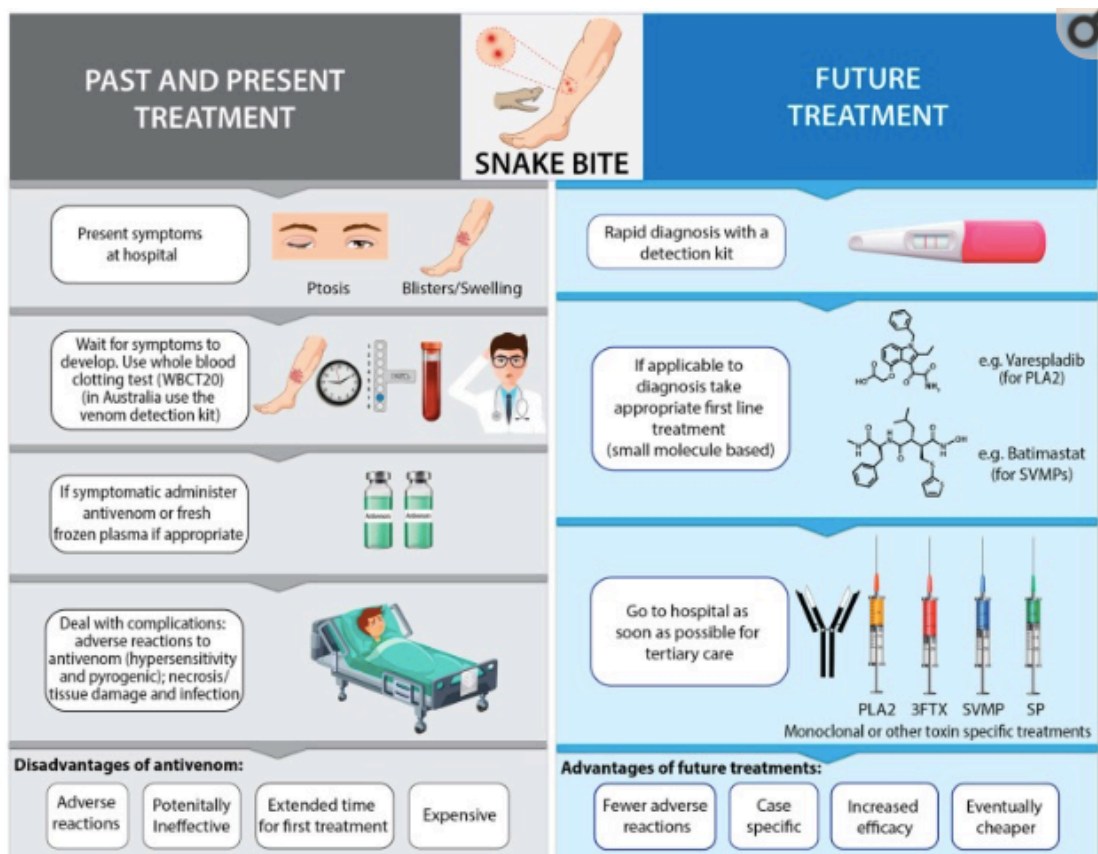 PAST AND PRESENT
TREATMENT
SNAKE BITE
FUTURE
TREATMENT
Present symptoms
at hospital
Ptosis
Blisters/Swelling
Wait for symptoms to
develop. Use whole blood
clotting test (WBCT20)
(in Australia use the
venom detection kit)
If symptomatic administer
antivenom or fresh
frozen plasma if appropriate
Antivenom
Antivenom
Deal with complications:
adverse reactions to
antivenom (hypersensitivity
and pyrogenic); necrosis/
tissue damage and infection
Disadvantages of antivenom:
Adverse
reactions
Potenitally
Ineffective
Extended time
for first treatment
Expensive
Rapid diagnosis with a
detection kit
If applicable to
diagnosis take
appropriate first line
treatment
(small molecule based)
HO
O
O
O
O
N
NH₂
e.g. Varespladib
(for PLA2)
O
H
N
N
H
O
O
N
H
OH
S
S
e.g. Batimastat
(for SVMPs)
Go to hospital as
soon as possible for
tertiary care
PLA2
3FTX
SVMP
SP
Monoclonal or other toxin specific treatments
Advantages of future treatments:
Fewer adverse
reactions
Case
specific
Increased
efficacy
Eventually
cheaper